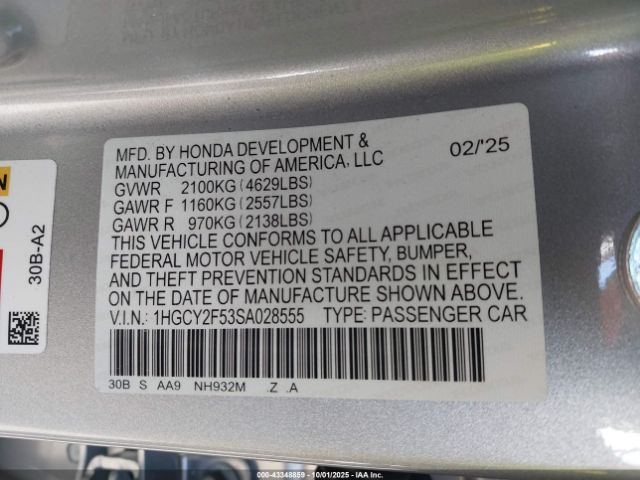 MFD. BY HONDA DEVELOPMENT &
MANUFACTURING OF AMERICA, LLC
02/'25
GVWR 2100KG (4629LBS)
GAWR F 1160KG (2557LBS)
GAWR R 970KG (2138LBS)
THIS VEHICLE CONFORMS TO ALL APPLICABLE
FEDERAL MOTOR VEHICLE SAFETY, BUMPER,
AND THEFT PREVENTION STANDARDS IN EFFECT
ON THE DATE OF MANUFACTURE SHOWN ABOVE.
V.I.N.: 1HGCY2F53SA028555 TYPE: PASSENGER CAR
30B S AA9 NH932M .Z .A
30B-A2
000-43348859 | 10/01/2025 | IAA Inc.